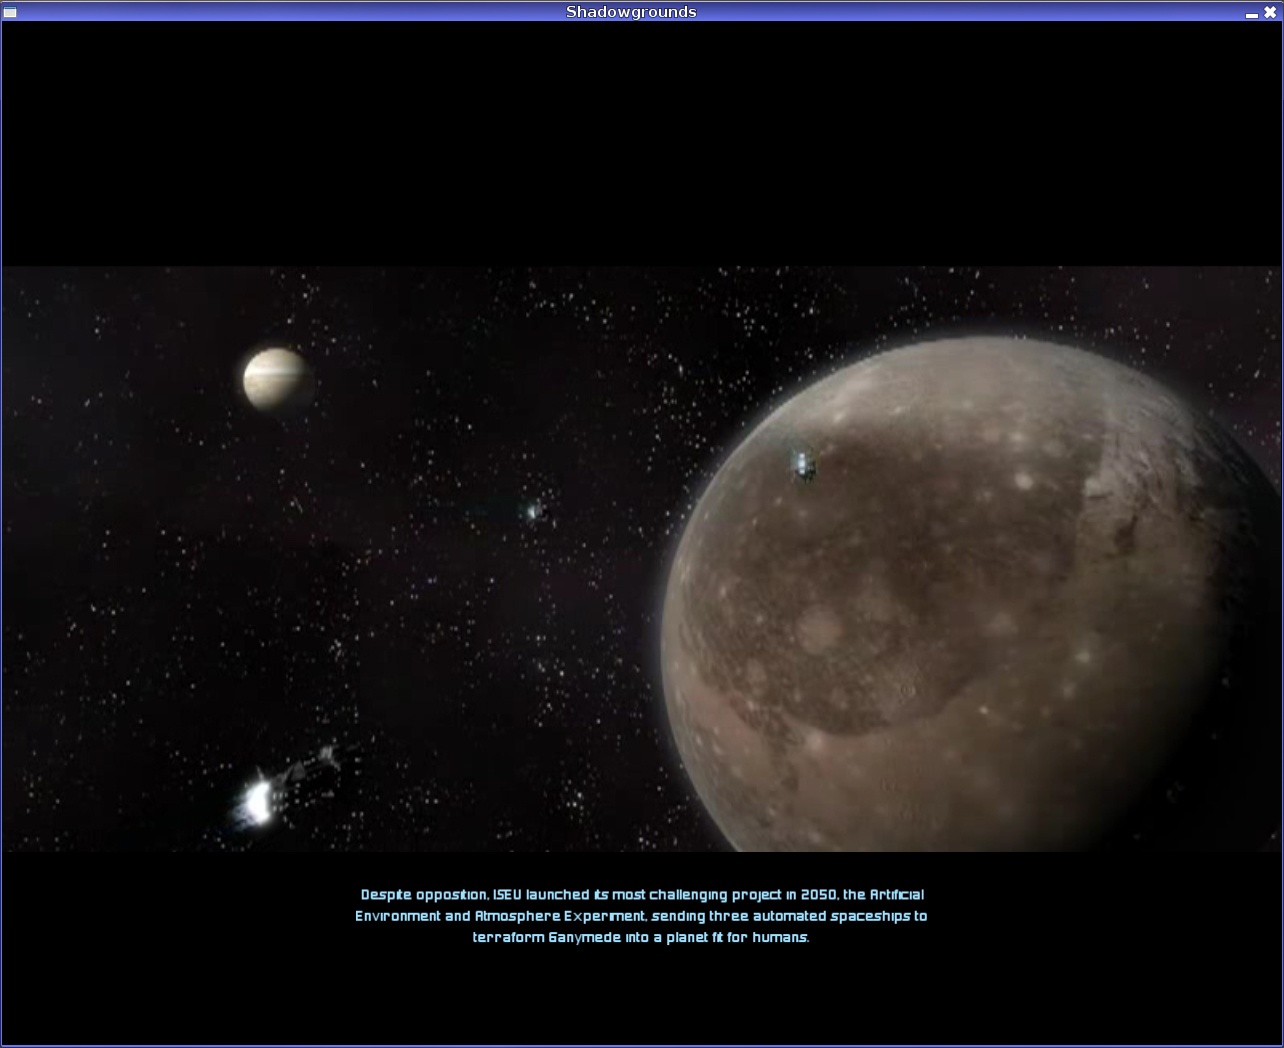 Shadowgrounds
Despite opposition, ISEU launched its most challenging project in 2050, the Artificial
Environment and Atmosphere Experiment, sending three automated spaceships to
terraform Ganymede into a planet fit for humans.